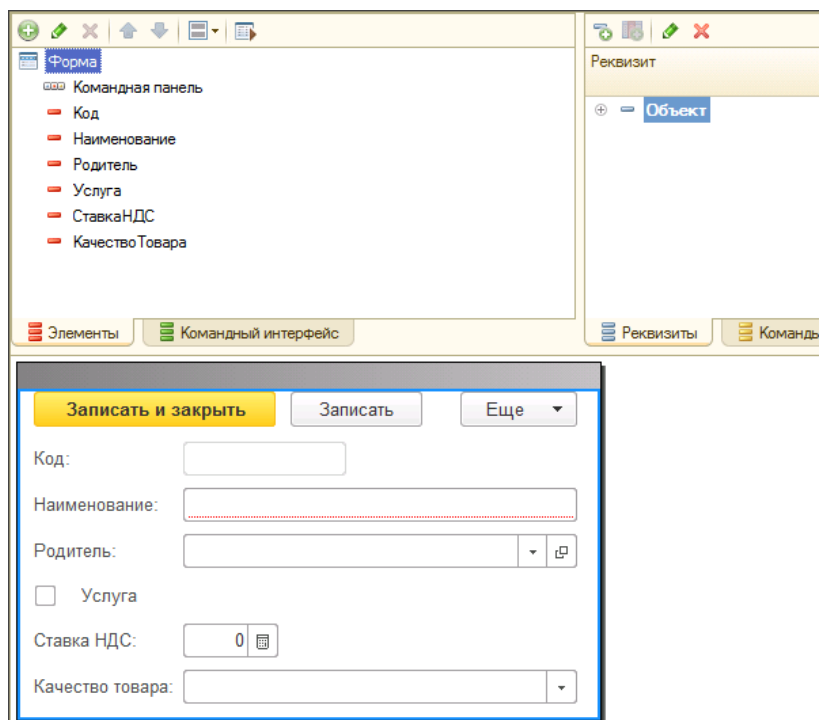 Форма
Командная панель
Код
Наименование
Родитель
Услуга
СтавкаНДС
КачествоТовара
Элементы
Командный интерфейс
Реквизит
Объект
Реквизиты
Команды
Записать и закрыть
Записать
Еще
Код:
Наименование:
Родитель:
Услуга
Ставка НДС:
0
Качество товара: